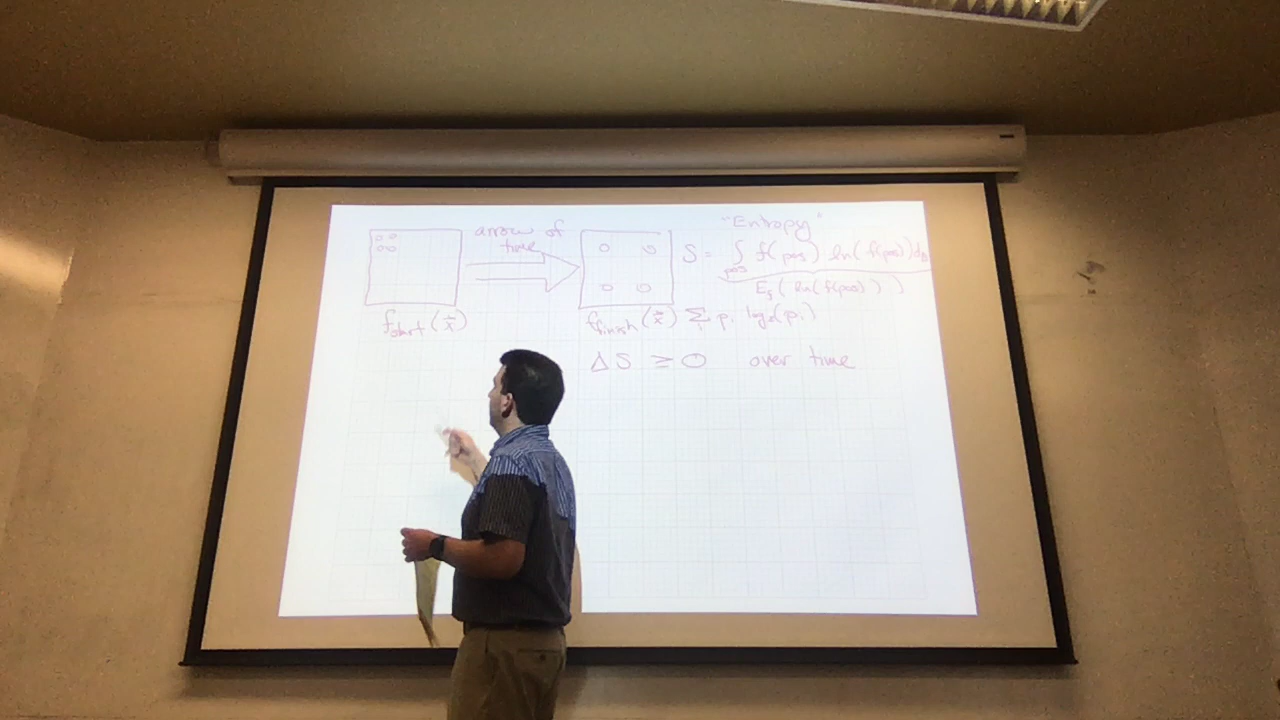 "Entropy"
arrow of
time
S = ∫ f(pos) ln(f(pos))d
pos
E_f(ln(f(pos)))
f_start(x⃗)
f_finish(x⃗) Σ_i p_i log_2(p_i)
ΔS ≥ 0 over time